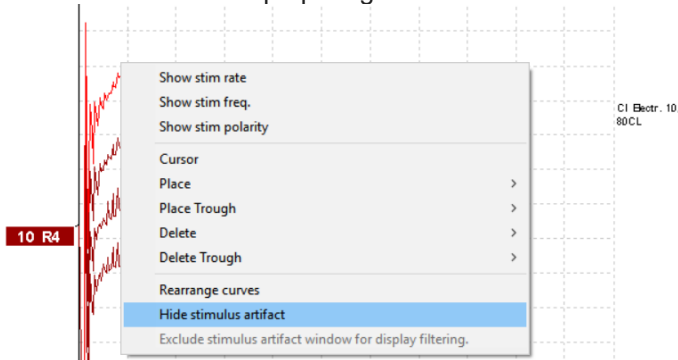 Show stim rate
Show stim freq.
Show stim polarity
CI Electr. 10
80CL
Cursor
Place
Place Trough
10 R4
Delete
Delete Trough
Rearrange curves
Hide stimulus artifact
Exclude stimulus artifact window for display filtering.